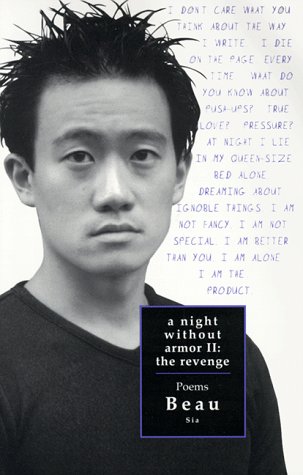 I DON'T CARE WHAT YOU
THINK ABOUT THE WAY
I WRITE. I DIE
ON THE PAGE EVERY
TIME. WHAT DO
YOU KNOW ABOUT
PUSH-UPS? TRUE
LOVE? PRESSURE?
AT NIGHT I LIE
IN MY QUEEN-SIZE
BED ALONE
DREAMING ABOUT
IGNOBLE THINGS. I AM
NOT FANCY. I AM NOT
SPECIAL. I AM BETTER
THAN YOU. I AM ALONE.
I AM THE
PRODUCT.
a night
without
armor II:
the revenge
Poems
Beau
Sia